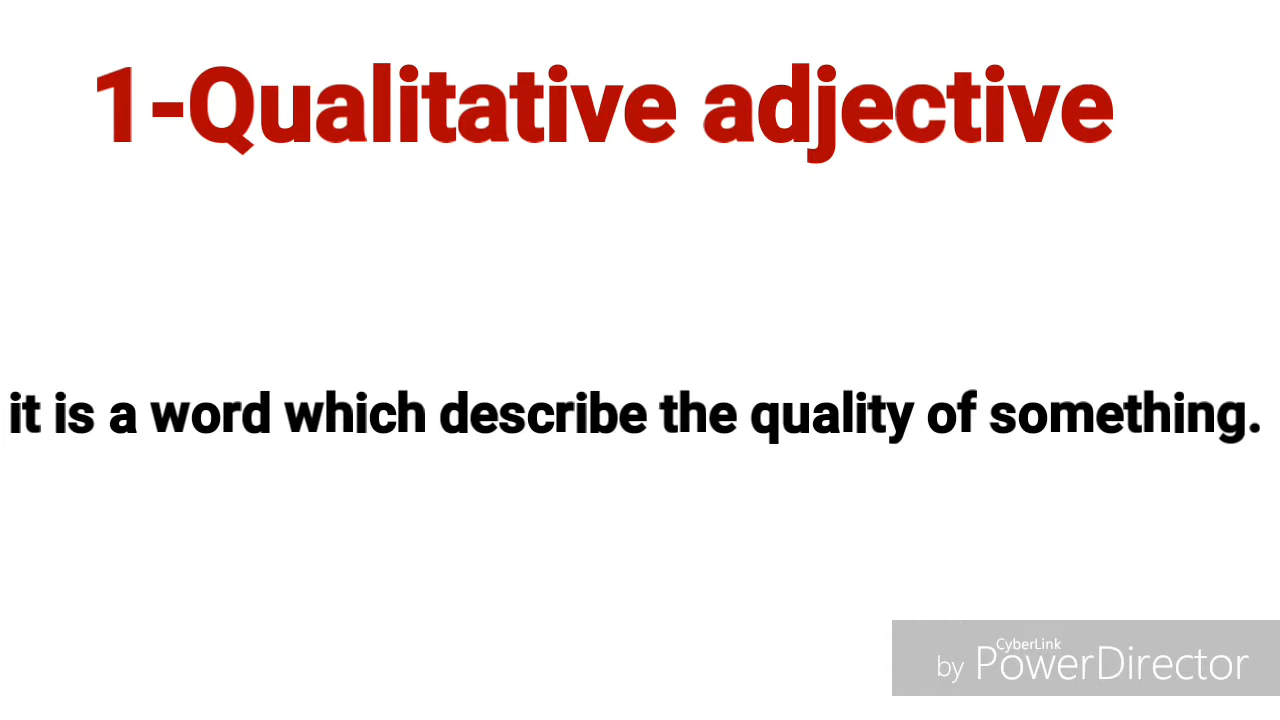 1-Qualitative adjective
it is a word which describe the quality of something.
CyberLink
by PowerDirector